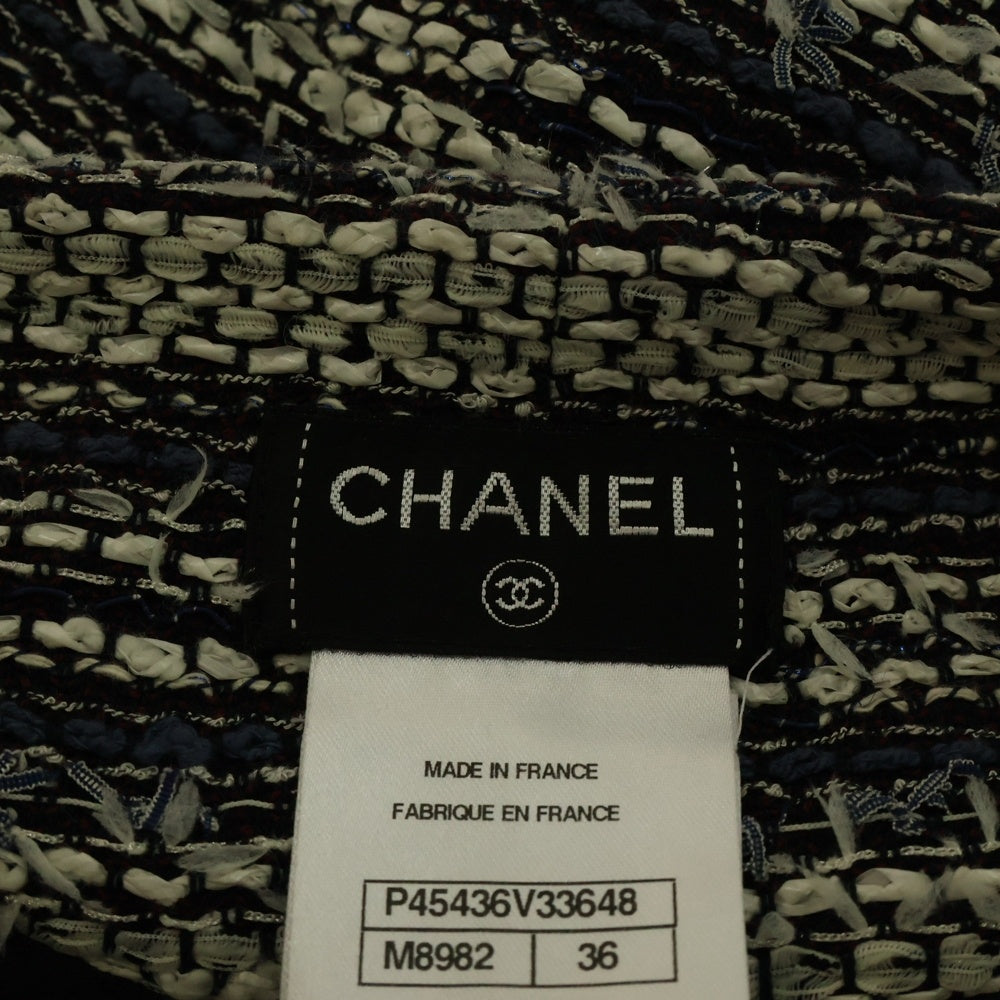 CHANEL
MADE IN FRANCE
FABRIQUE EN FRANCE
P45436V33648
M8982 36